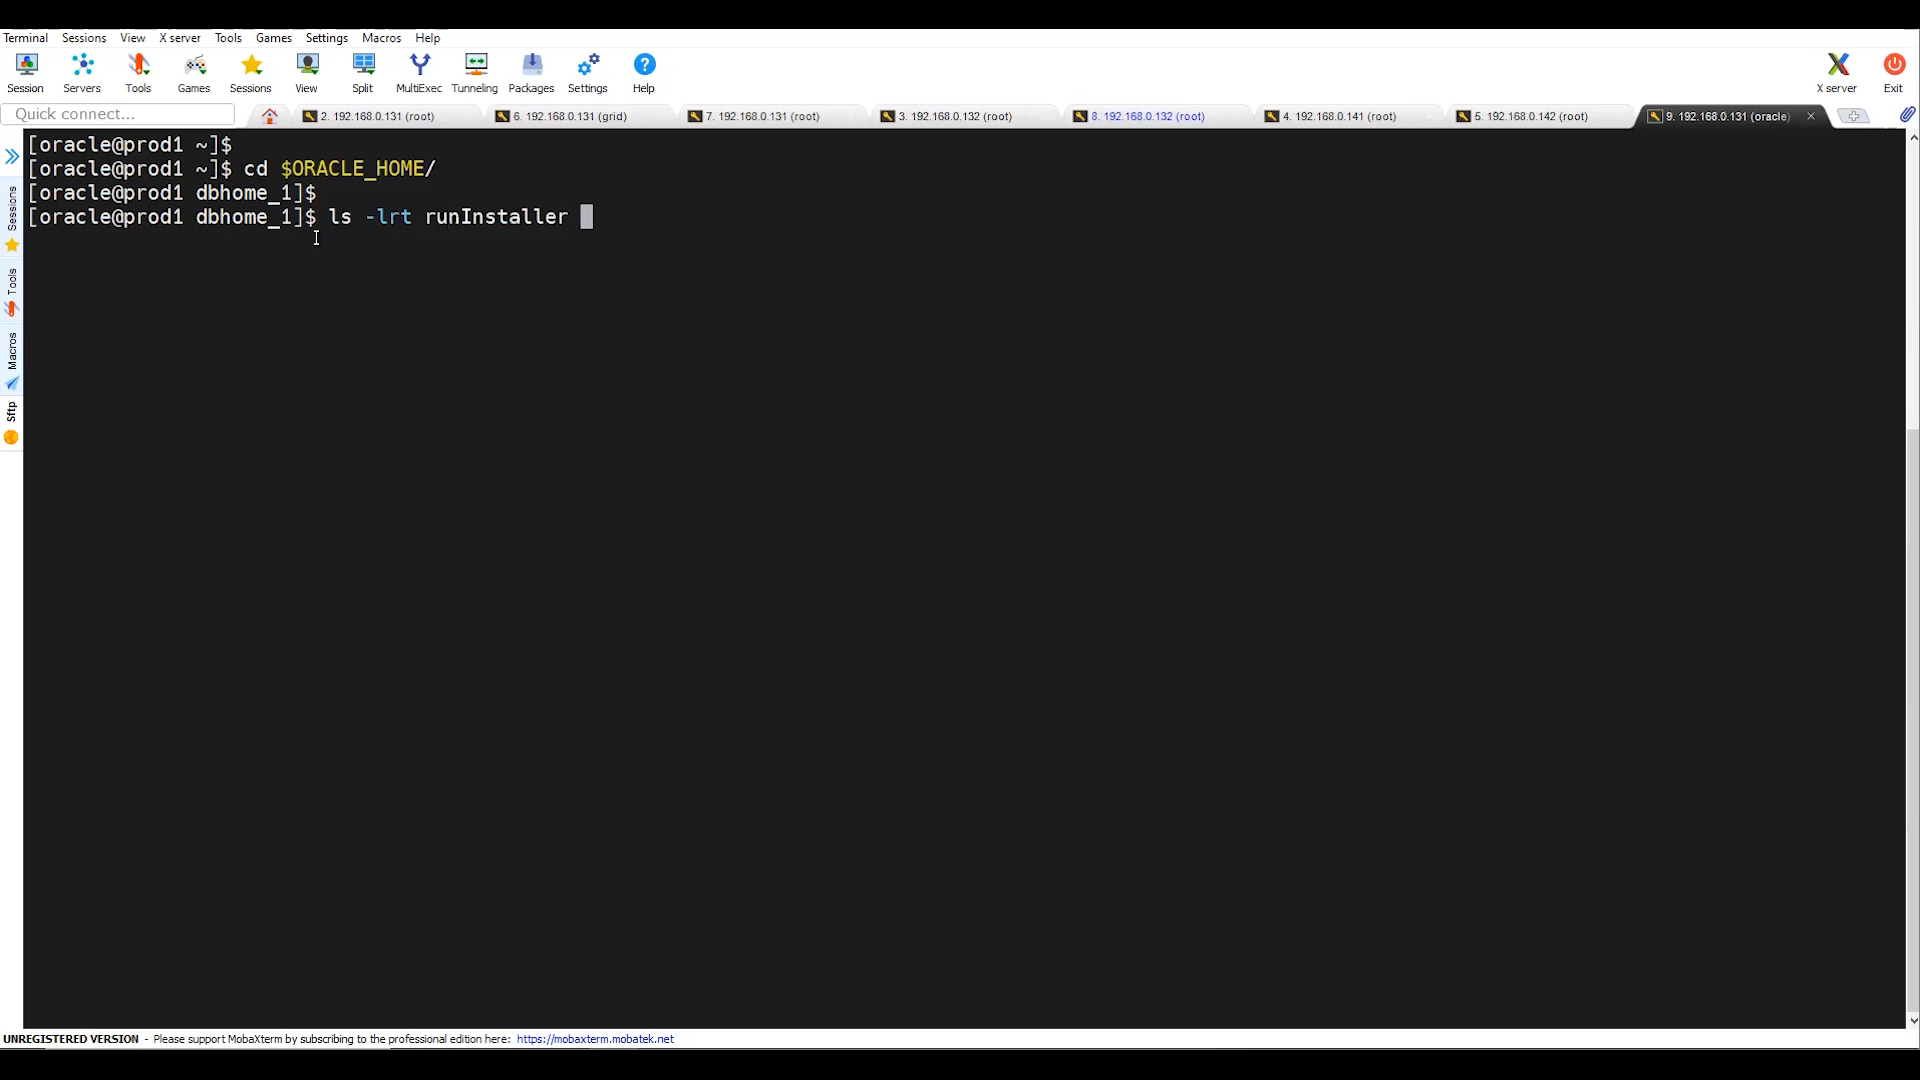 Terminal Sessions View X server Tools Games Settings Macros Help
Session Servers Tools Games Sessions View Split MultiExec Tunneling Packages Settings Help X server Exit
Quick connect... 2. 192.168.0.131 (root) 6. 192.168.0.131 (grid) 7. 192.168.0.131 (root) 3. 192.168.0.132 (root) 8. 192.168.0.132 (root) 4. 192.168.0.141 (root) 5. 192.168.0.142 (root) 9. 192.168.0.131 (oracle)
[oracle@prod1 ~]$
[oracle@prod1 ~]$ cd $ORACLE_HOME/
[oracle@prod1 dbhome_1]$
[oracle@prod1 dbhome_1]$ ls -lrt runInstaller
Sessions
Tools
Macros
Sftp
UNREGISTERED VERSION - Please support MobaXterm by subscribing to the professional edition here: https://mobaxterm.mobatek.net